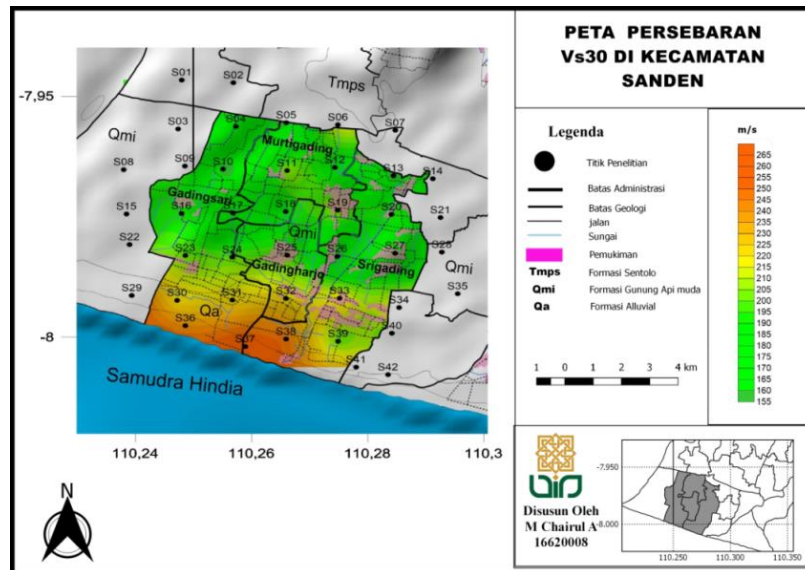 PETA PERSEBARAN
Vs30 DI KECAMATAN
SANDEN
Legenda
Titik Penelitian
Batas Administrasi
Batas Geologi
jalan
Sungai
Pemukiman
Tmps Formasi Sentolo
Qmi Formasi Gunung Api muda
Qa Formasi Alluvial
1 0 1 2 3 4 km
m/s
265
260
255
250
245
240
235
230
225
220
215
210
205
200
195
190
185
180
175
170
165
160
155
-7,95
-8
110,24 110,26 110,28 110,3
N
S01 S02
Tmps
S03 S04 S05 S06 S07
Qmi
Murtigading
S08 S09 S10 S11 S12 S13 S14
Gadingsari
S15 S16 S17 S18 S19 S20 S21
Qmi
S22 S23 S24 S25 S26 S27 S28
Gadingharjo Srigading
Qmi
S29 S30 S31 S32 S33 S34 S35
Qa
S36 S37 S38 S39 S40
S41 S42
Samudra Hindia
Disusun Oleh
M Chairul A
16620008
-7.950
-8.000
110.250 110.300 110.355